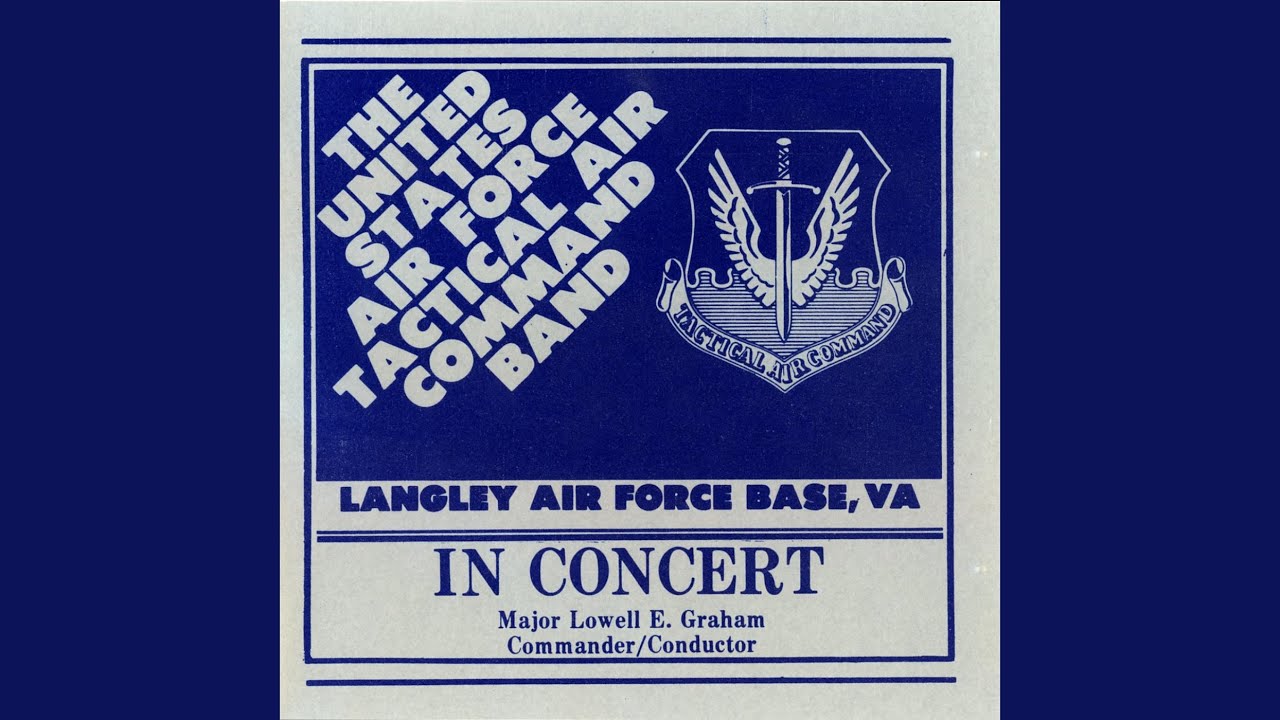 THE
UNITED
STATES
AIR FORCE
TACTICAL AIR
COMMAND
BAND
TACTICAL AIR COMMAND
LANGLEY AIR FORCE BASE, VA
IN CONCERT
Major Lowell E. Graham
Commander/Conductor